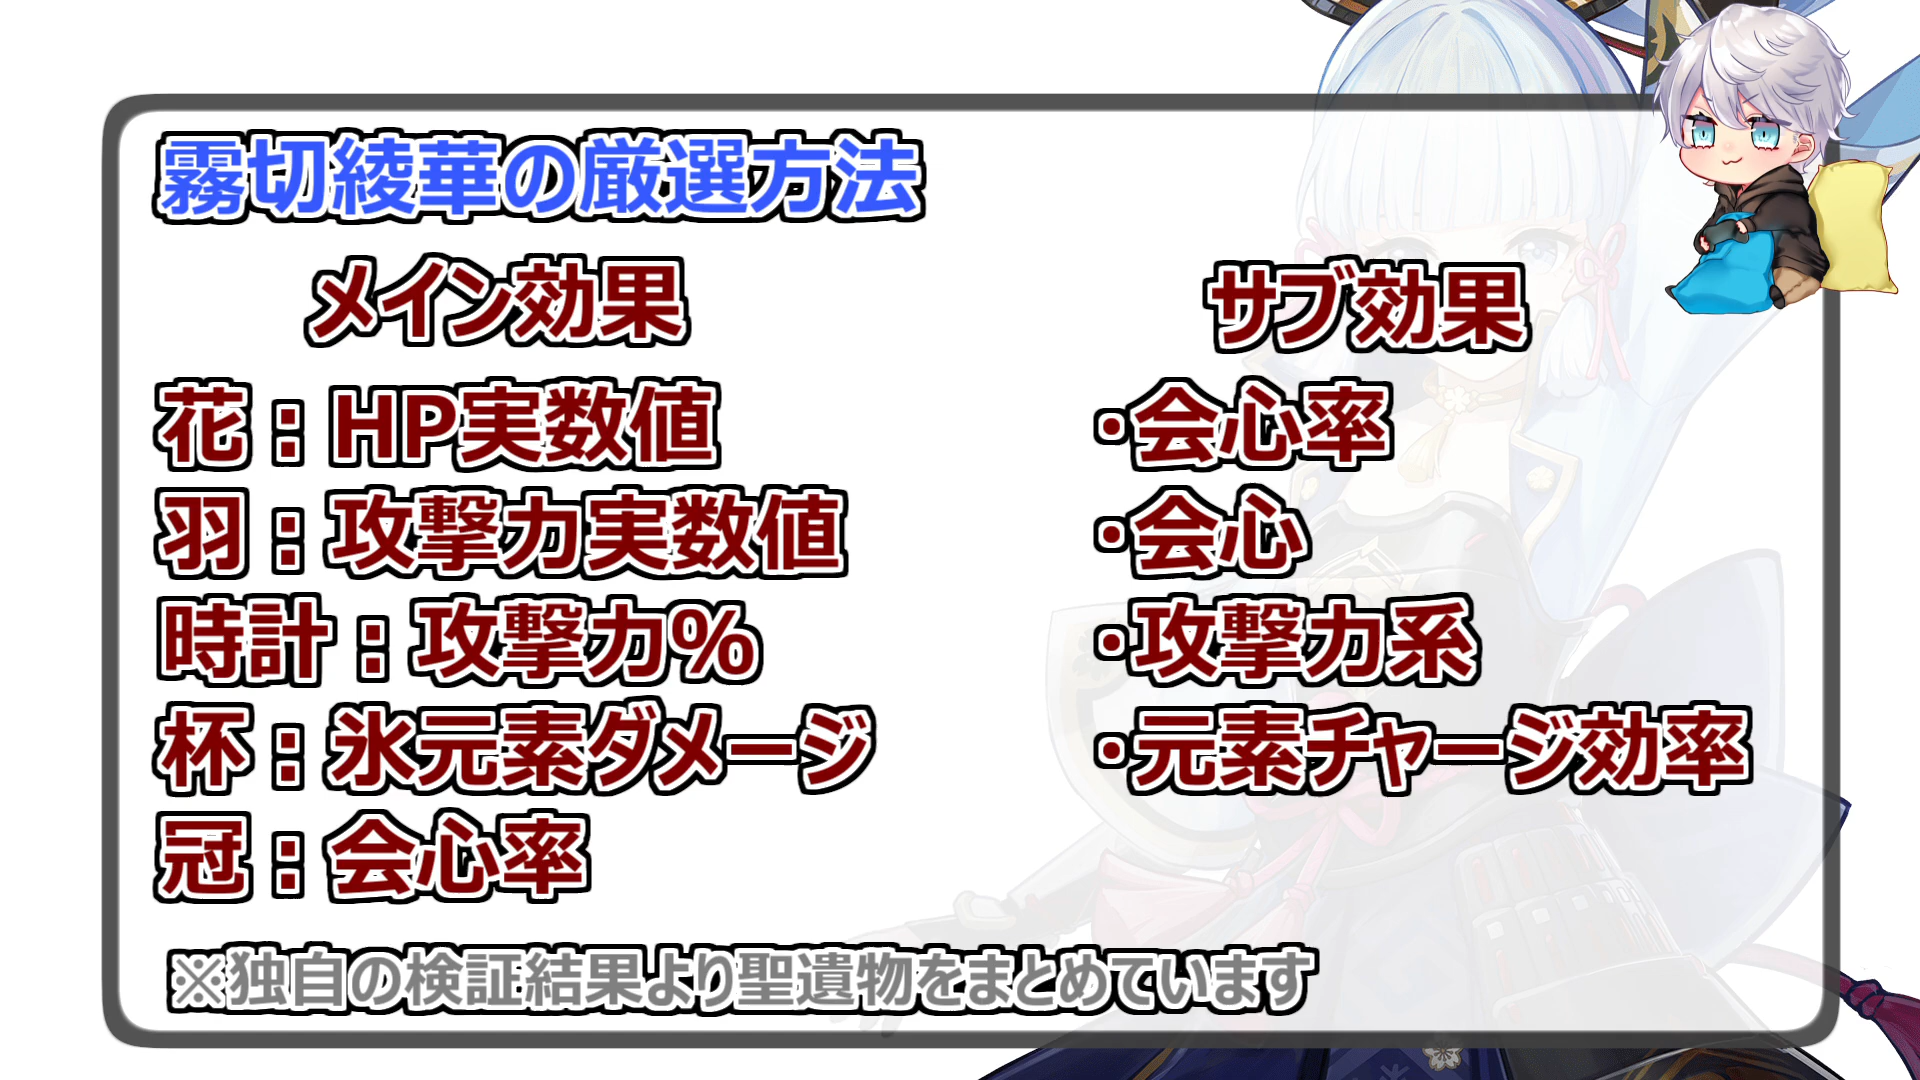 霧切綾華の厳選方法
メイン効果
花：HP実数値
羽：攻撃力実数値
時計：攻撃力%
杯：氷元素ダメージ
冠：会心率
サブ効果
・会心率
・会心
・攻撃力系
・元素チャージ効率
※独自の検証結果より聖遺物をまとめています